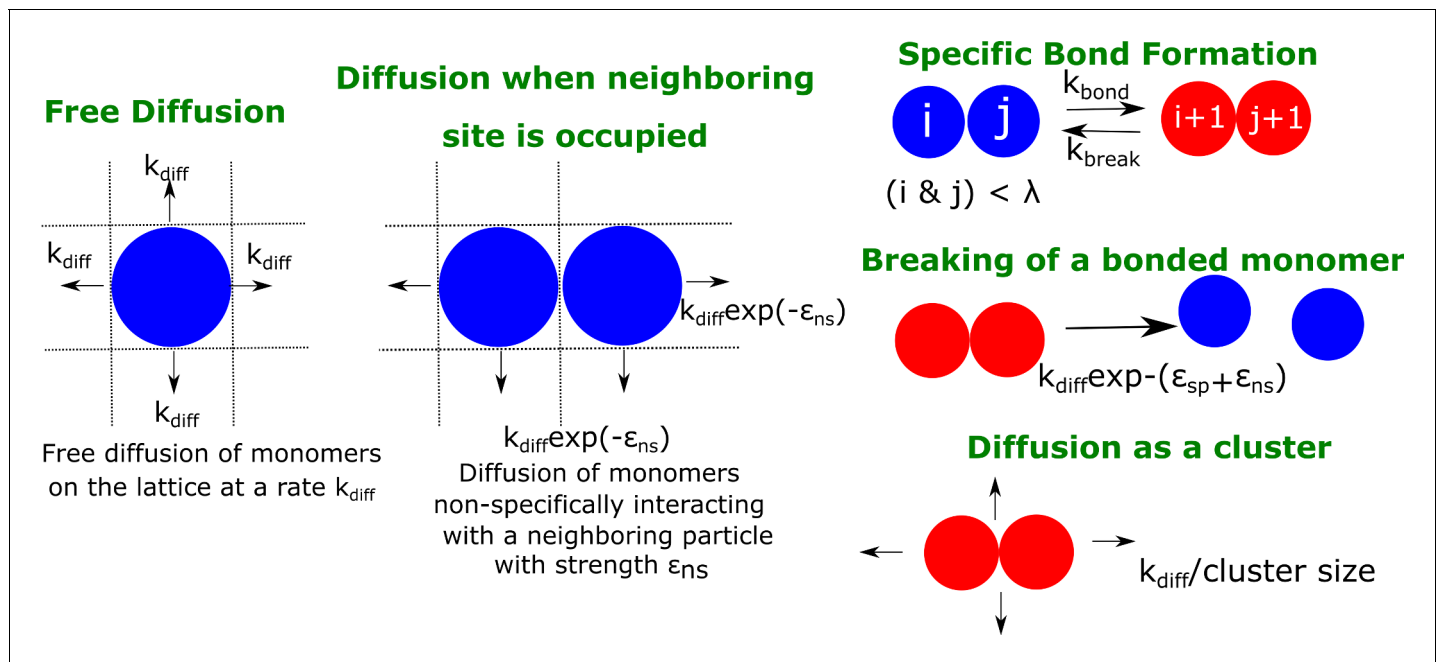 Free Diffusion
k_diff
k_diff
k_diff
k_diff
Free diffusion of monomers
on the lattice at a rate k_diff
Diffusion when neighboring
site is occupied
k_diff exp(-ε_ns)
k_diff exp(-ε_ns)
Diffusion of monomers
non-specifically interacting
with a neighboring particle
with strength ε_ns
Specific Bond Formation
i j
k_bond
k_break
i+1 j+1
(i & j) < λ
Breaking of a bonded monomer
k_diff exp-(ε_sp+ε_ns)
Diffusion as a cluster
k_diff/cluster size